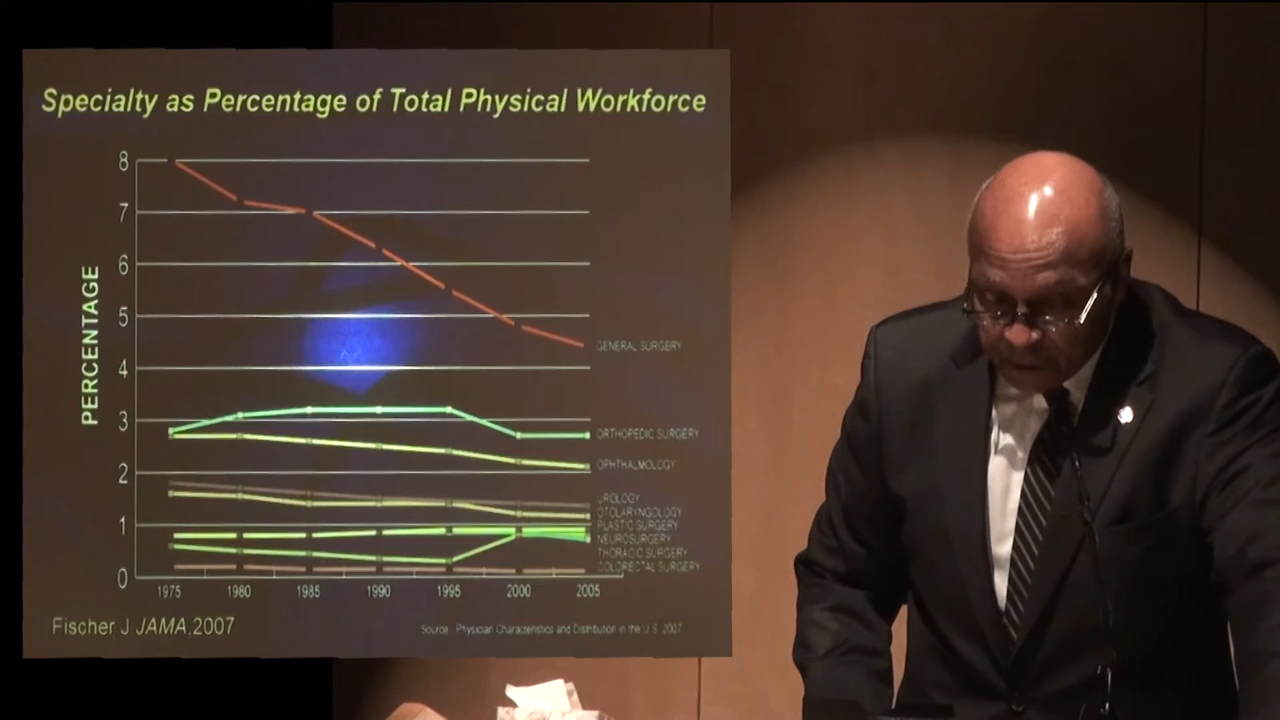 Specialty as Percentage of Total Physical Workforce
8
7
6
5
4
3
2
1
0
PERCENTAGE
GENERAL SURGERY
ORTHOPEDIC SURGERY
OPHTHALMOLOGY
UROLOGY
OTOLARYNGOLOGY
PLASTIC SURGERY
NEUROSURGERY
THORACIC SURGERY
COLORECTAL SURGERY
1975 1980 1985 1990 1995 2000 2005
Fischer J JAMA,2007
Source: Physician Characteristics and Distribution in the U.S. 2007